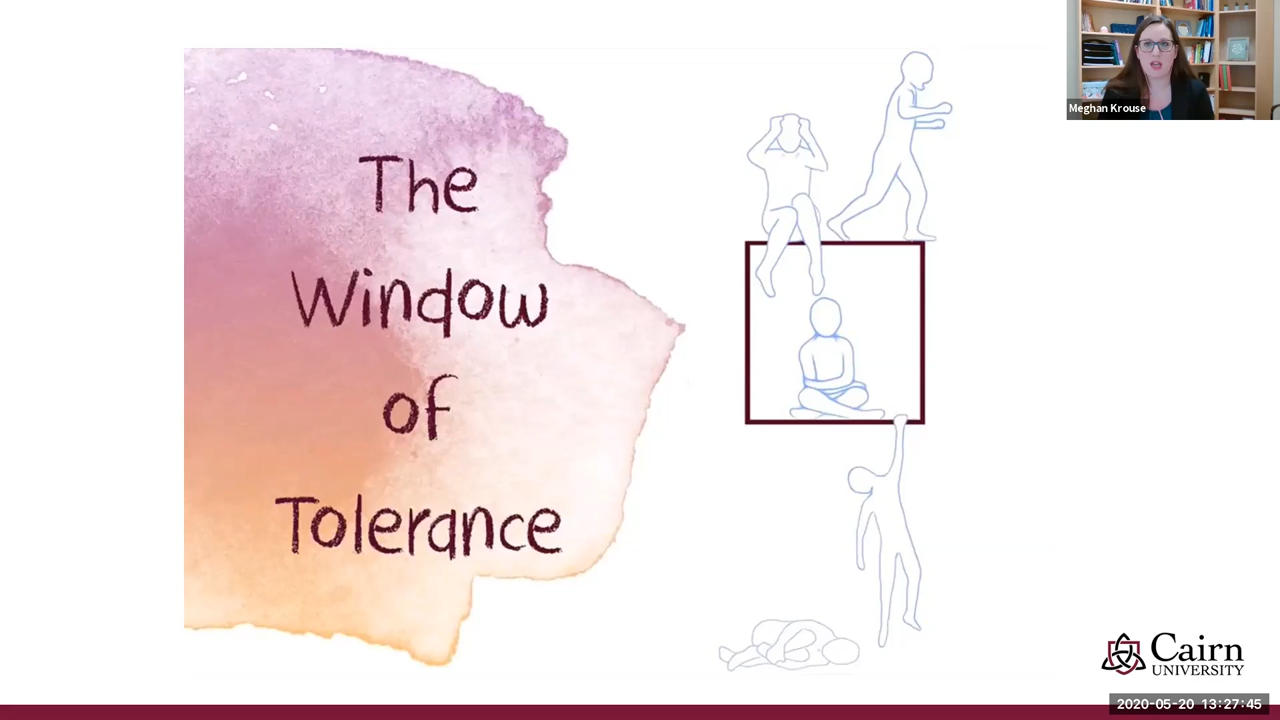 Meghan Krouse
The
Window
of
Tolerance
Cairn
UNIVERSITY
2020-05-20 13:27:45